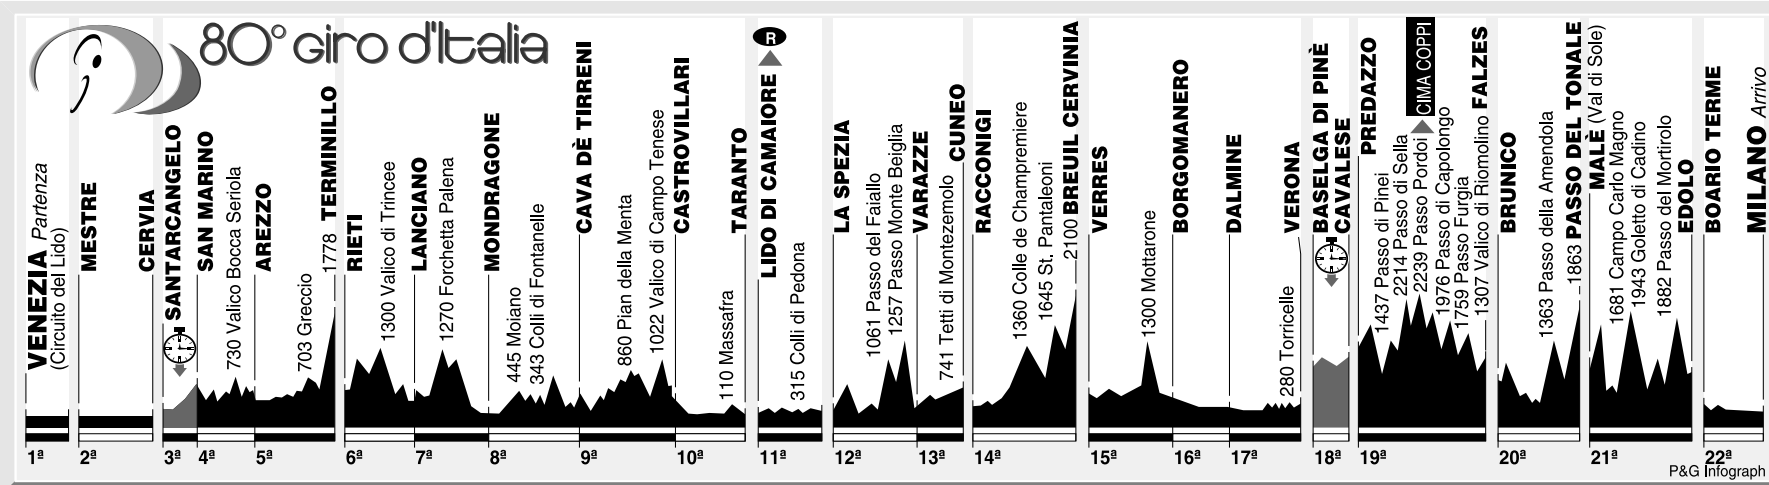 80° giro d'Italia
VENEZIA Partenza
(Circuito del Lido)
MESTRE
CERVIA
SANTARCANGELO
SAN MARINO
730 Valico Bocca Seriola
AREZZO
703 Greccio
1778 TERMINILLO
RIETI
1300 Valico di Trincee
LANCIANO
1270 Forchetta Palena
MONDRAGONE
445 Moiano
343 Colli di Fontanelle
CAVA DÈ TIRRENI
860 Pian della Menta
1022 Valico di Campo Tenese
CASTROVILLARI
110 Massafra
TARANTO
R
LIDO DI CAMAIORE
315 Colli di Pedona
LA SPEZIA
1061 Passo del Faiallo
1257 Passo Monte Beiglia
VARAZZE
741 Tetti di Montezemolo
CUNEO
RACCONIGI
1360 Colle de Champremiere
1645 St. Pantaleoni
2100 BREUIL CERVINIA
VERRES
1300 Mottarone
BORGOMANERO
DALMINE
280 Torricelle
VERONA
BASELGA DI PINÈ
CAVALESE
PREDAZZO
1437 Passo di Pinei
2214 Passo di Sella
2239 Passo Pordoi
CIMA COPPI
1976 Passo di Capolongo
1759 Passo Furgia
1307 Valico di Riomolino FALZES
BRUNICO
1363 Passo della Amendola
1863 PASSO DEL TONALE
MALÈ (Val di Sole)
1681 Campo Carlo Magno
1943 Goletto di Cadino
1882 Passo del Mortirolo
EDOLO
BOARIO TERME
MILANO Arrivo
1ª 2ª 3ª 4ª 5ª 6ª 7ª 8ª 9ª 10ª 11ª 12ª 13ª 14ª 15ª 16ª 17ª 18ª 19ª 20ª 21ª 22ª
P&G Infograph